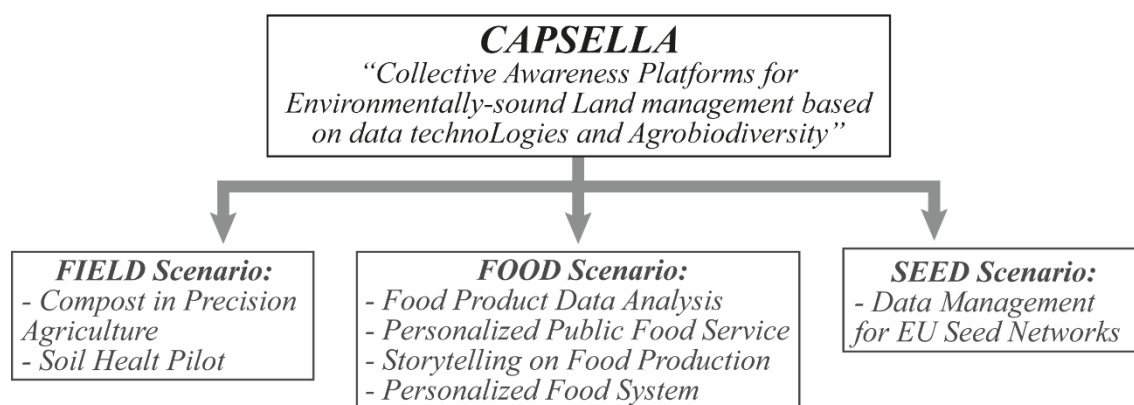 CAPSELLA
“Collective Awareness Platforms for
Environmentally-sound Land management based
on data technoLogies and Agrobiodiversity”
FIELD Scenario:
- Compost in Precision
Agriculture
- Soil Healt Pilot
FOOD Scenario:
- Food Product Data Analysis
- Personalized Public Food Service
- Storytelling on Food Production
- Personalized Food System
SEED Scenario:
- Data Management
for EU Seed Networks